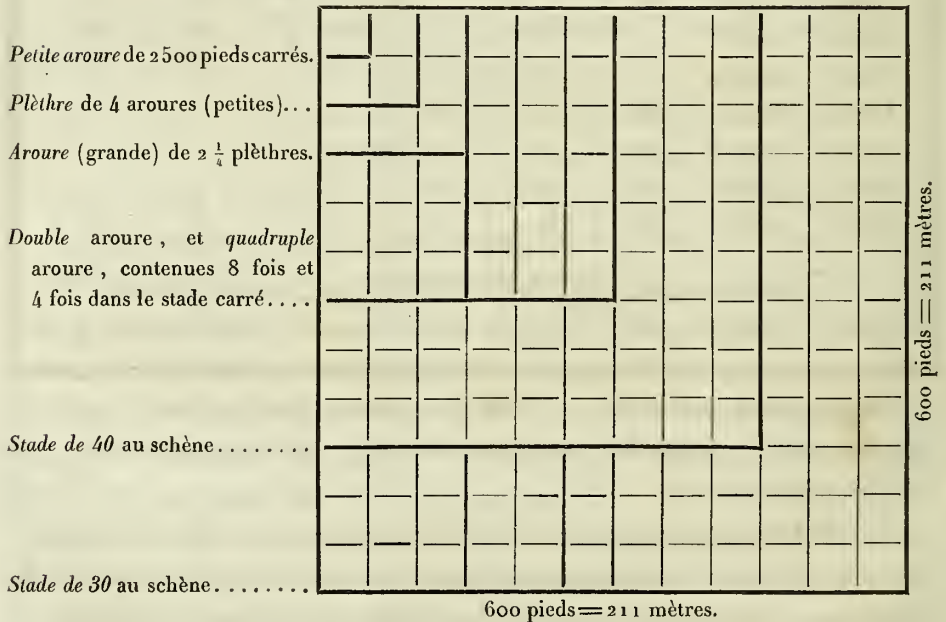 Petite aroure de 2500 pieds carrés.
Plèthre de 4 aroures (petites)...
Aroure (grande) de 2 1/4 plèthres.
Double aroure, et quadruple
aroure, contenues 8 fois et
4 fois dans le stade carré....
Stade de 40 au schène........
Stade de 30 au schène........
600 pieds = 211 mètres.
600 pieds = 211 mètres.